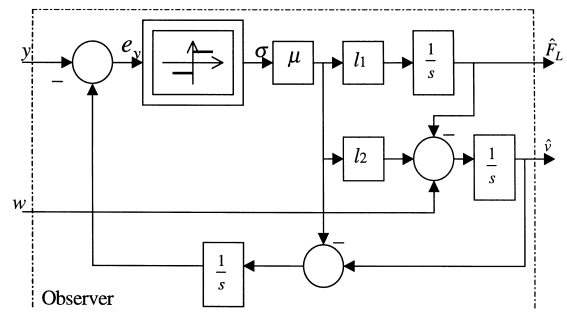 y
−
e_y
σ
μ
l₁
1/s
F̂_L
−
l₂
1/s
v̂
w
−
1/s
Observer